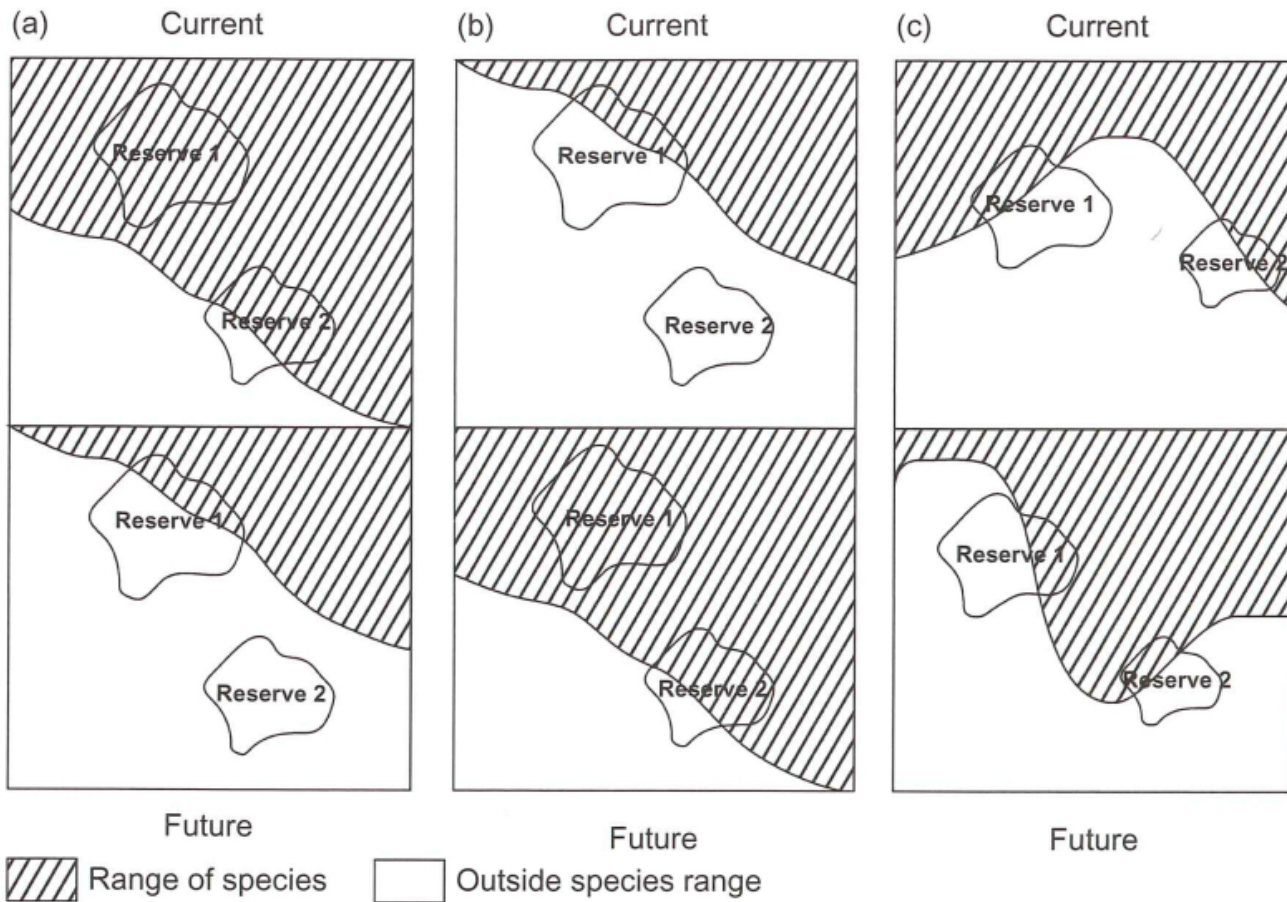 (a) Current
Reserve 1
Reserve 2
Reserve 1
Reserve 2
Future
(b) Current
Reserve 1
Reserve 2
Reserve 1
Reserve 2
Future
(c) Current
Reserve 1
Reserve 2
Reserve 1
Reserve 2
Future
Range of species
Outside species range